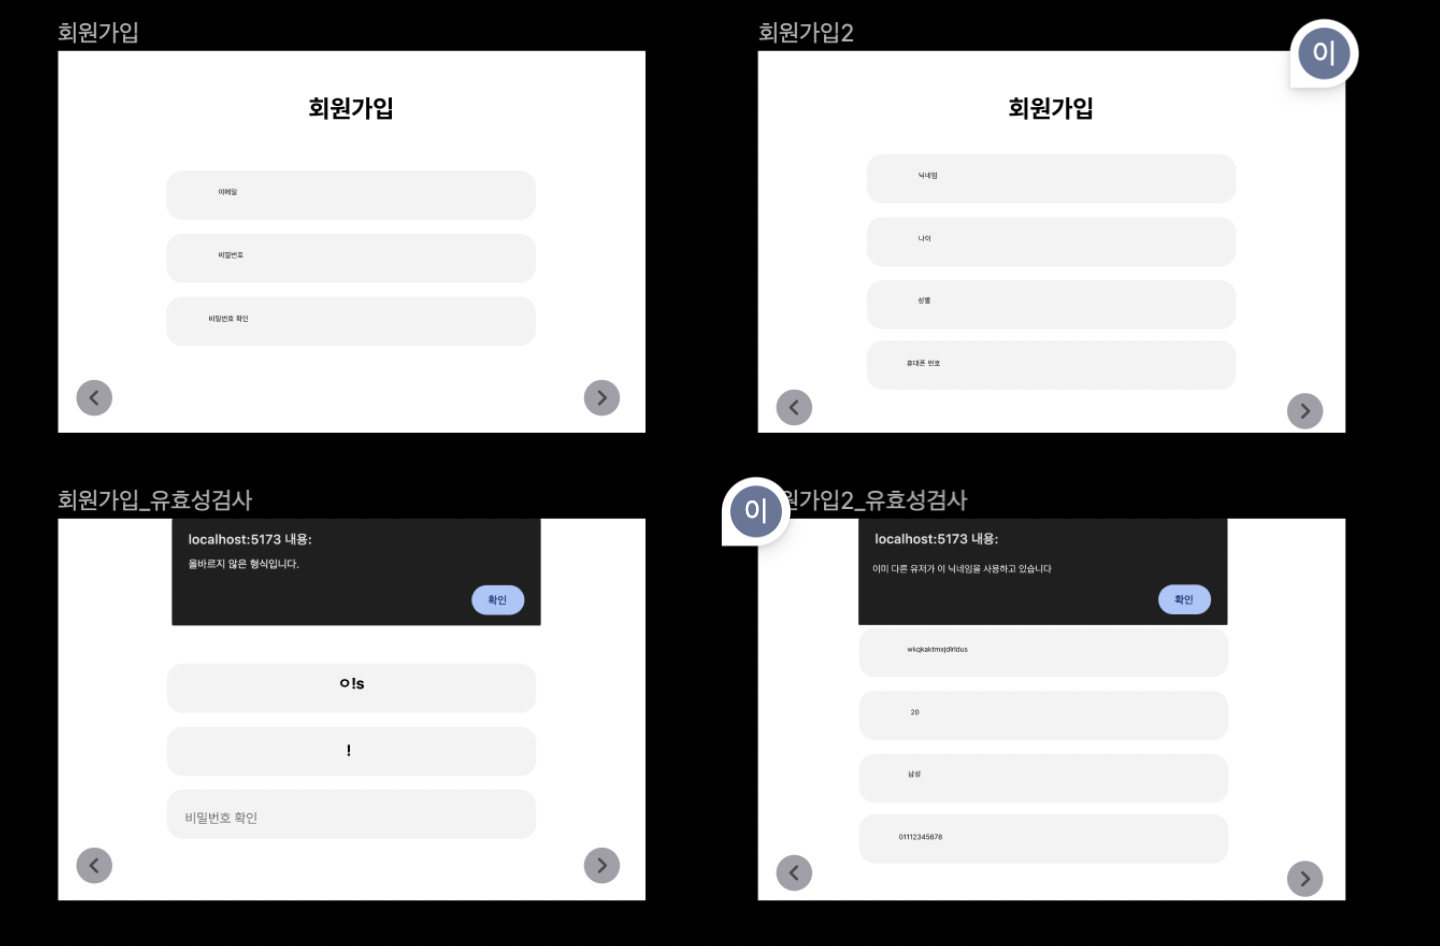 회원가입
회원가입
이메일
비밀번호
비밀번호 확인
회원가입2
이
회원가입
닉네임
나이
성별
휴대폰 번호
회원가입_유효성검사
localhost:5173 내용:
올바르지 않은 형식입니다.
확인
ㅇ!s
!
비밀번호 확인
이
원가입2_유효성검사
localhost:5173 내용:
이미 다른 유저가 이 닉네임을 사용하고 있습니다
확인
20
남성
01112345678